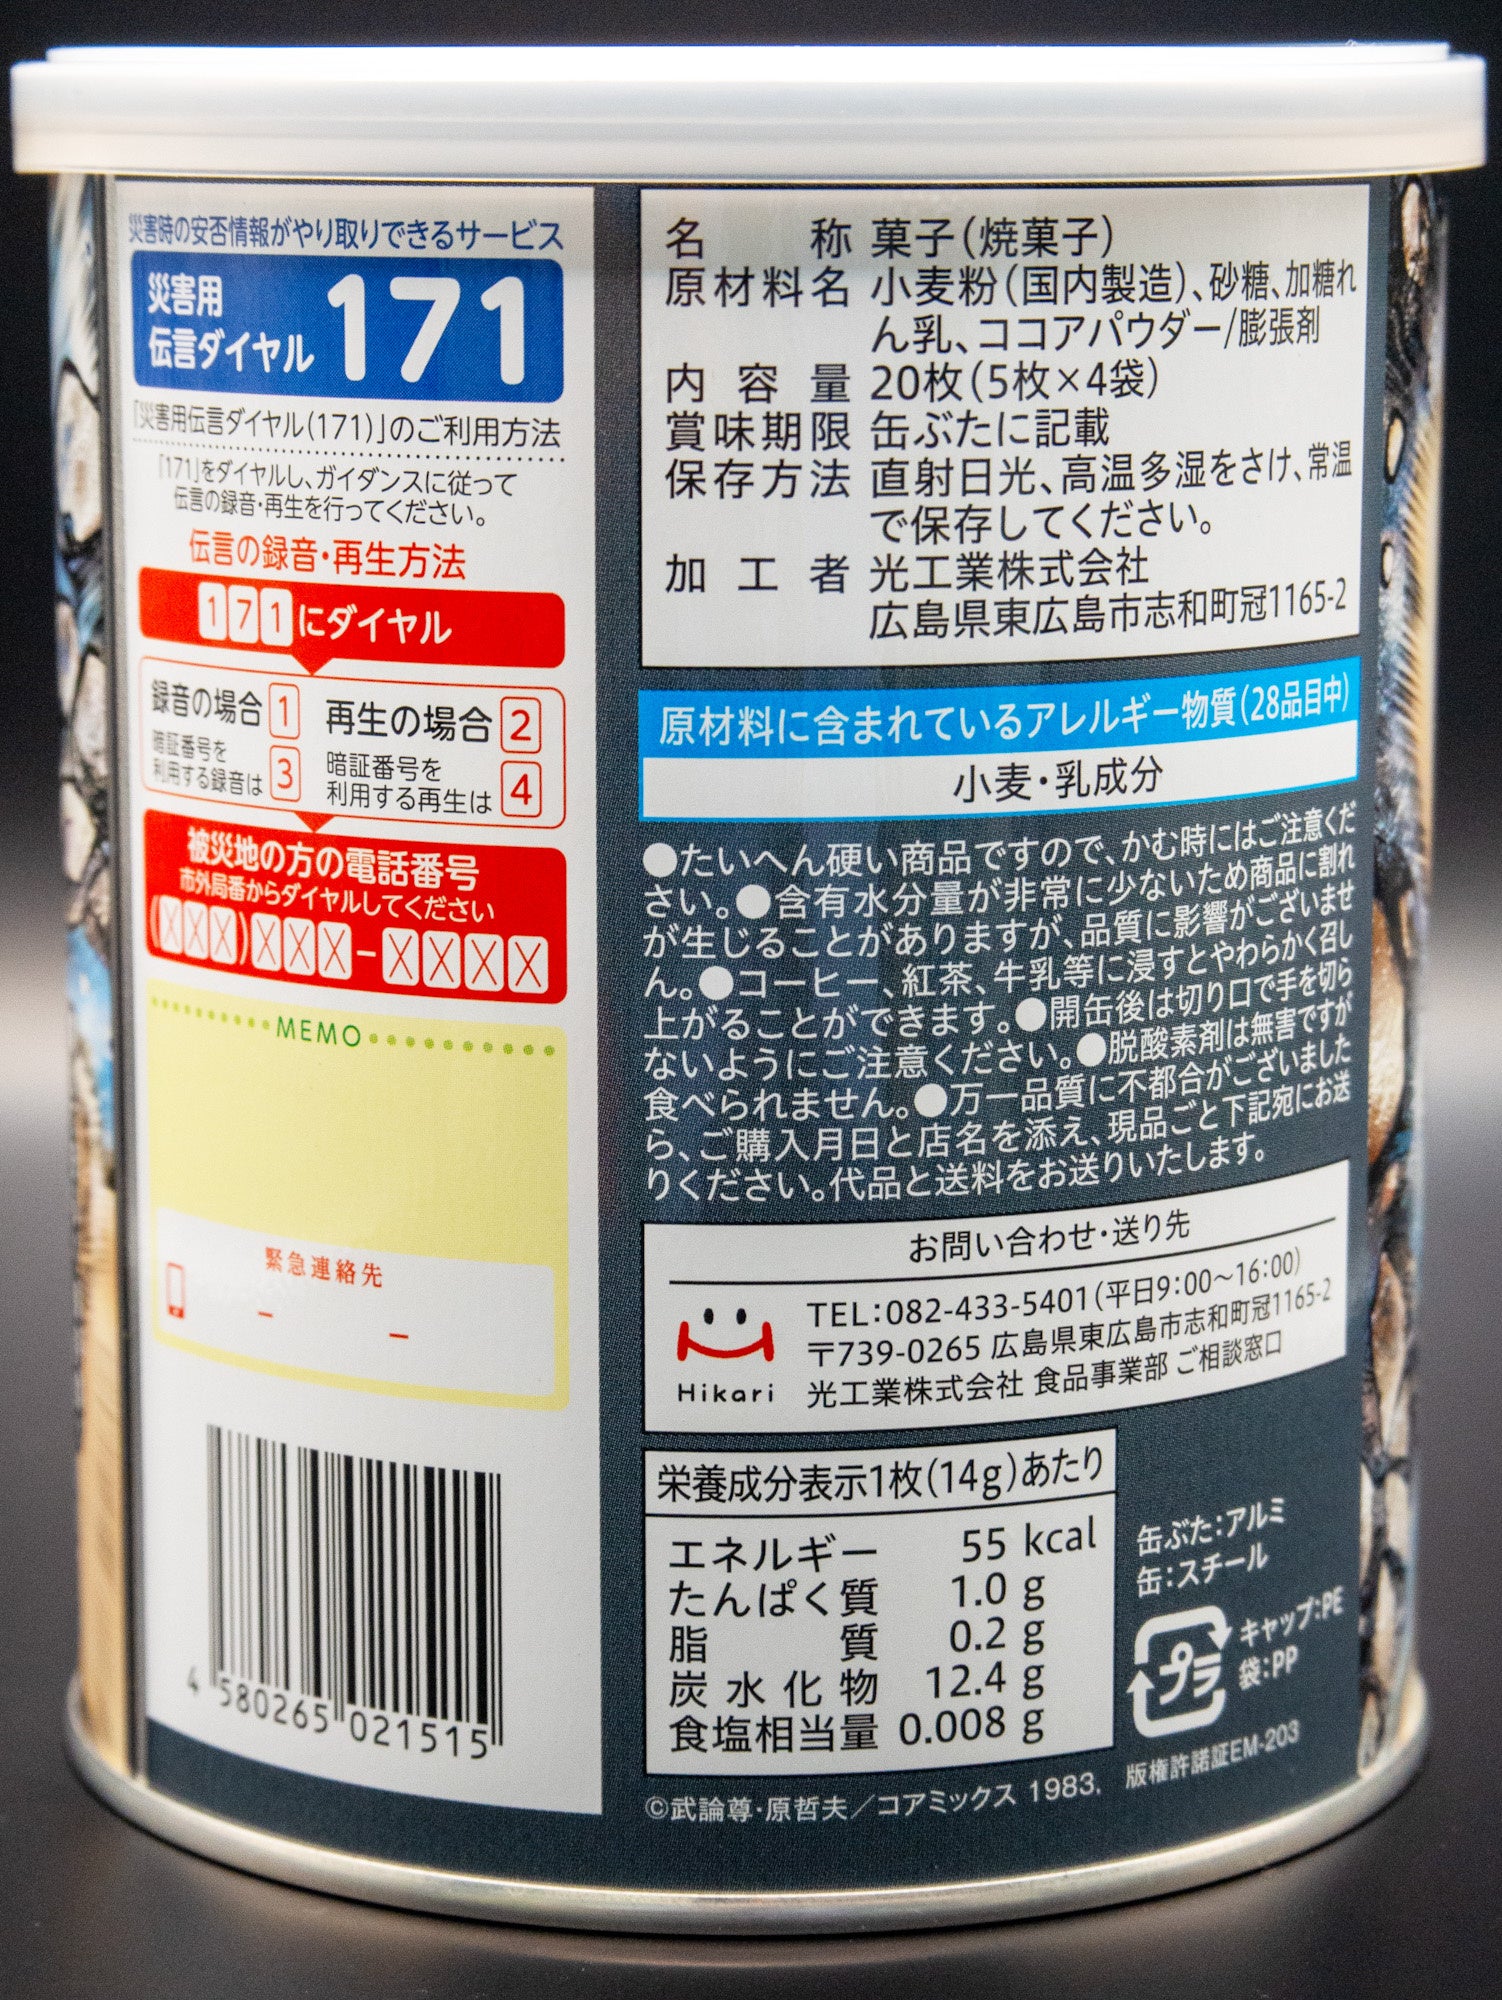 災害時の安否情報がやり取りできるサービス
災害用
伝言ダイヤル 171
「災害用伝言ダイヤル(171)」のご利用方法
「171」をダイヤルし、ガイダンスに従って
伝言の録音・再生を行ってください。
伝言の録音・再生方法
171にダイヤル
録音の場合 1 再生の場合 2
暗証番号を
利用する録音は 3
暗証番号を
利用する再生は 4
被災地の方の電話番号
市外局番からダイヤルしてください
(XXX)XXX-XXXX
MEMO
緊急連絡先
4 580265 021515
名称 菓子(焼菓子)
原材料名 小麦粉(国内製造)、砂糖、加糖れ
ん乳、ココアパウダー/膨張剤
内容量 20枚(5枚×4袋)
賞味期限 缶ぶたに記載
保存方法 直射日光、高温多湿をさけ、常温
で保存してください。
加工者 光工業株式会社
広島県東広島市志和町冠1165-2
原材料に含まれているアレルギー物質(28品目中)
小麦・乳成分
●たいへん硬い商品ですので、かむ時にはご注意くだ
さい。●含有水分量が非常に少ないため商品に割れ
が生じることがありますが、品質に影響がございませ
ん。●コーヒー、紅茶、牛乳等に浸すとやわらかく召し
上がることができます。●開缶後は切り口で手を切ら
ないようにご注意ください。●脱酸素剤は無害ですが
食べられません。●万一品質に不都合がございました
ら、ご購入月日と店名を添え、現品ごと下記宛にお送
りください。代品と送料をお送りいたします。
お問い合わせ・送り先
Hikari
TEL:082-433-5401(平日9:00〜16:00)
〒739-0265 広島県東広島市志和町冠1165-2
光工業株式会社 食品事業部 ご相談窓口
栄養成分表示1枚(14g)あたり
エネルギー 55 kcal
たんぱく質 1.0 g
脂質 0.2 g
炭水化物 12.4 g
食塩相当量 0.008 g
缶ぶた:アルミ
缶:スチール
プラ
キャップ:PE
袋:PP
©武論尊・原哲夫/コアミックス 1983, 版権許諾証EM-203